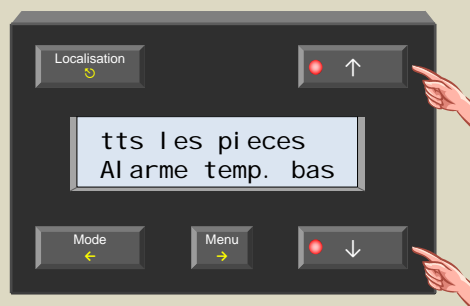 Localisation
tts les pieces
Alarme temp. bas
Mode
Menu